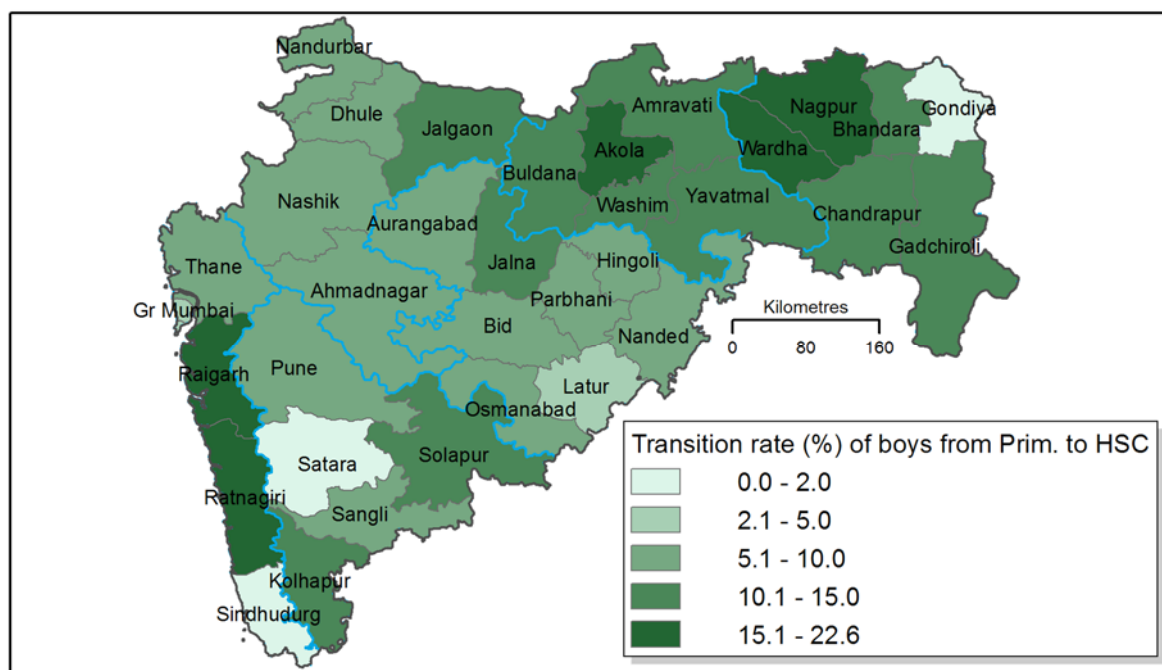 Nandurbar
Dhule
Jalgaon
Amravati
Nagpur
Gondiya
Bhandara
Akola
Wardha
Buldana
Nashik
Washim
Yavatmal
Aurangabad
Chandrapur
Gadchiroli
Thane
Jalna
Hingoli
Ahmadnagar
Parbhani
Gr Mumbai
Kilometres
Bid
Nanded
0 80 160
Raigarh
Pune
Latur
Osmanabad
Satara
Solapur
Ratnagiri
Sangli
Kolhapur
Sindhudurg
Transition rate (%) of boys from Prim. to HSC
0.0 - 2.0
2.1 - 5.0
5.1 - 10.0
10.1 - 15.0
15.1 - 22.6